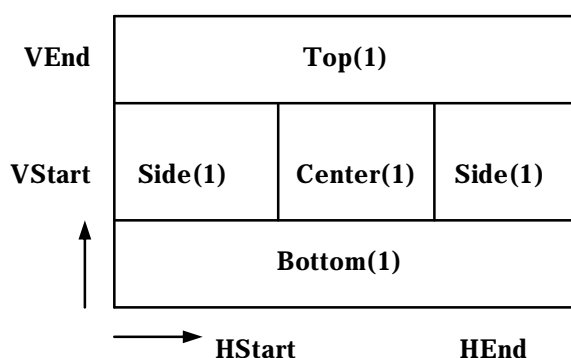 VEnd Top(1)
VStart Side(1) Center(1) Side(1)
Bottom(1)
HStart HEnd